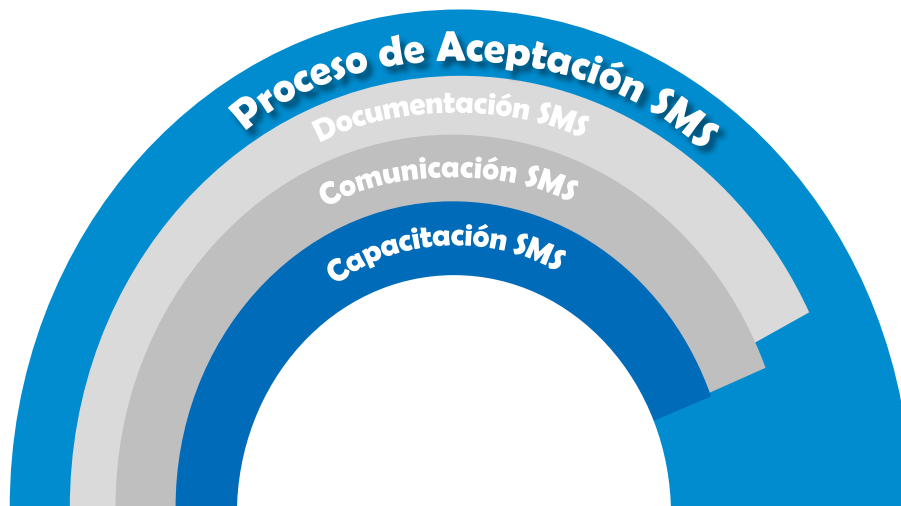 Proceso de Aceptación SMS
Documentación SMS
Comunicación SMS
Capacitación SMS